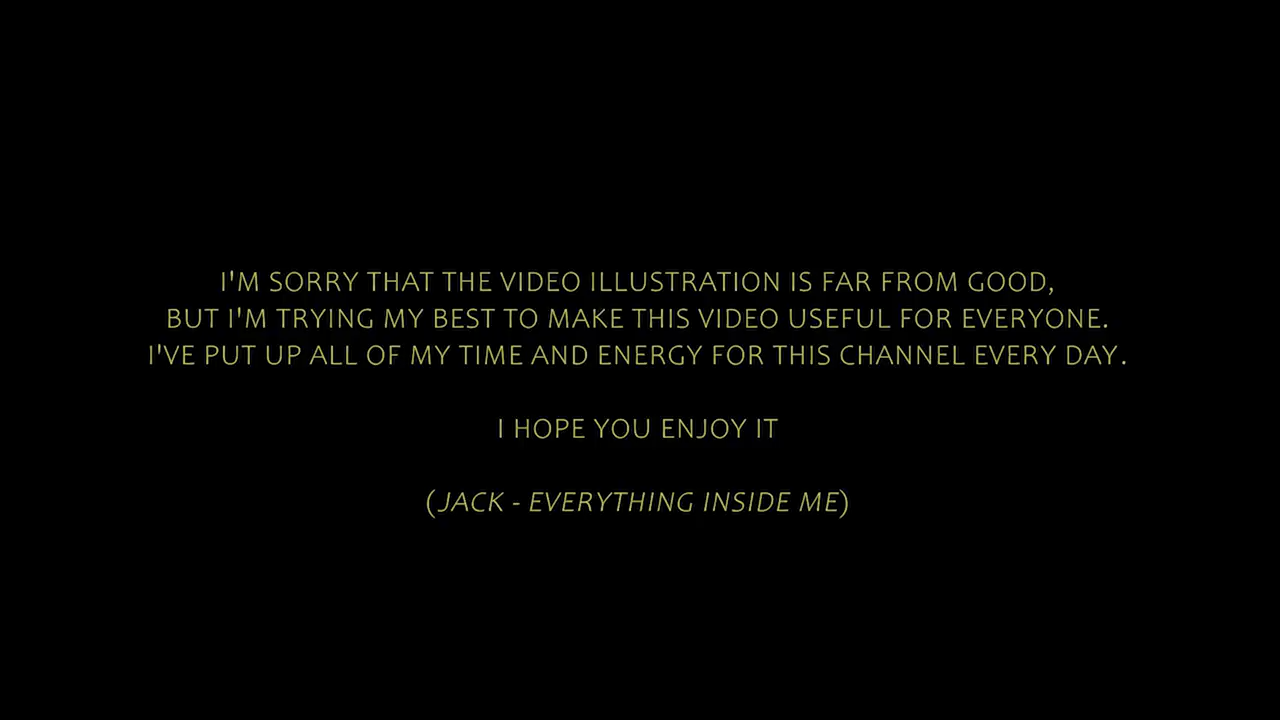 I'M SORRY THAT THE VIDEO ILLUSTRATION IS FAR FROM GOOD,
BUT I'M TRYING MY BEST TO MAKE THIS VIDEO USEFUL FOR EVERYONE.
I'VE PUT UP ALL OF MY TIME AND ENERGY FOR THIS CHANNEL EVERY DAY.
I HOPE YOU ENJOY IT
(JACK - EVERYTHING INSIDE ME)